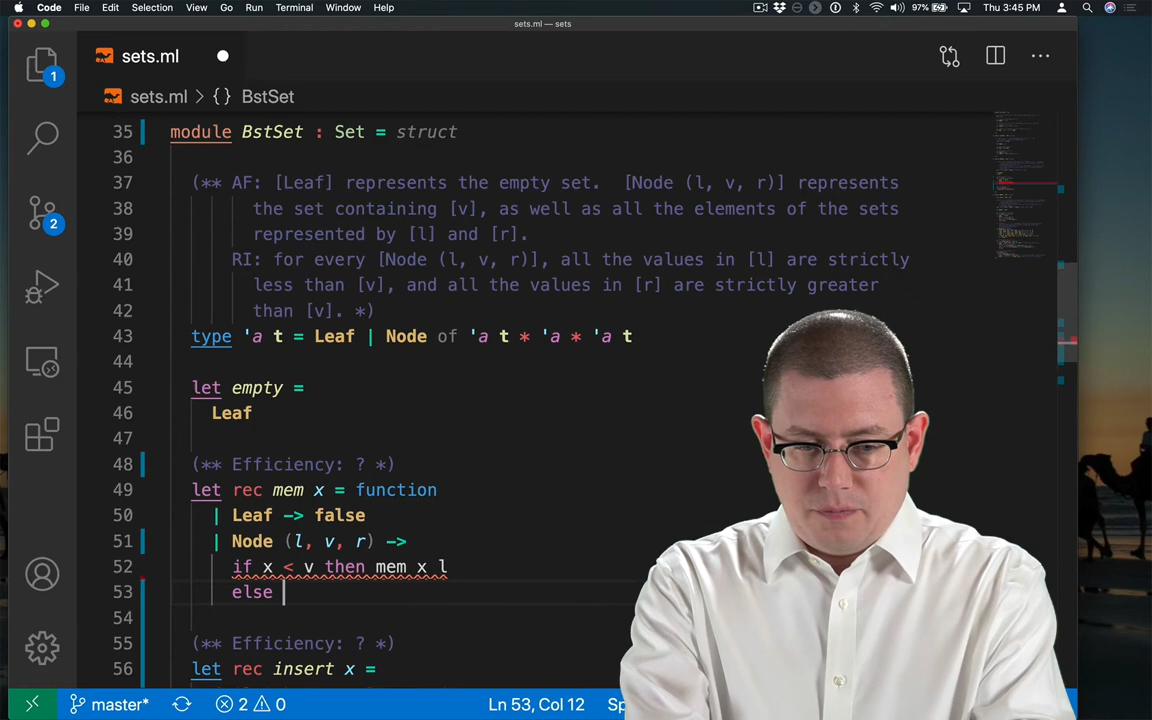 Code File Edit Selection View Go Run Terminal Window Help 97% Thu 3:45 PM
sets.ml — sets
sets.ml
sets.ml > {} BstSet
1
2
35 module BstSet : Set = struct
36
37 (** AF: [Leaf] represents the empty set.  [Node (l, v, r)] represents
38 the set containing [v], as well as all the elements of the sets
39 represented by [l] and [r].
40 RI: for every [Node (l, v, r)], all the values in [l] are strictly
41 less than [v], and all the values in [r] are strictly greater
42 than [v]. *)
43 type 'a t = Leaf | Node of 'a t * 'a * 'a t
44
45 let empty =
46 Leaf
47
48 (** Efficiency: ? *)
49 let rec mem x = function
50 | Leaf -> false
51 | Node (l, v, r) ->
52 if x < v then mem x l
53 else
54
55 (** Efficiency: ? *)
56 let rec insert x =
master* 2 0 Ln 53, Col 12